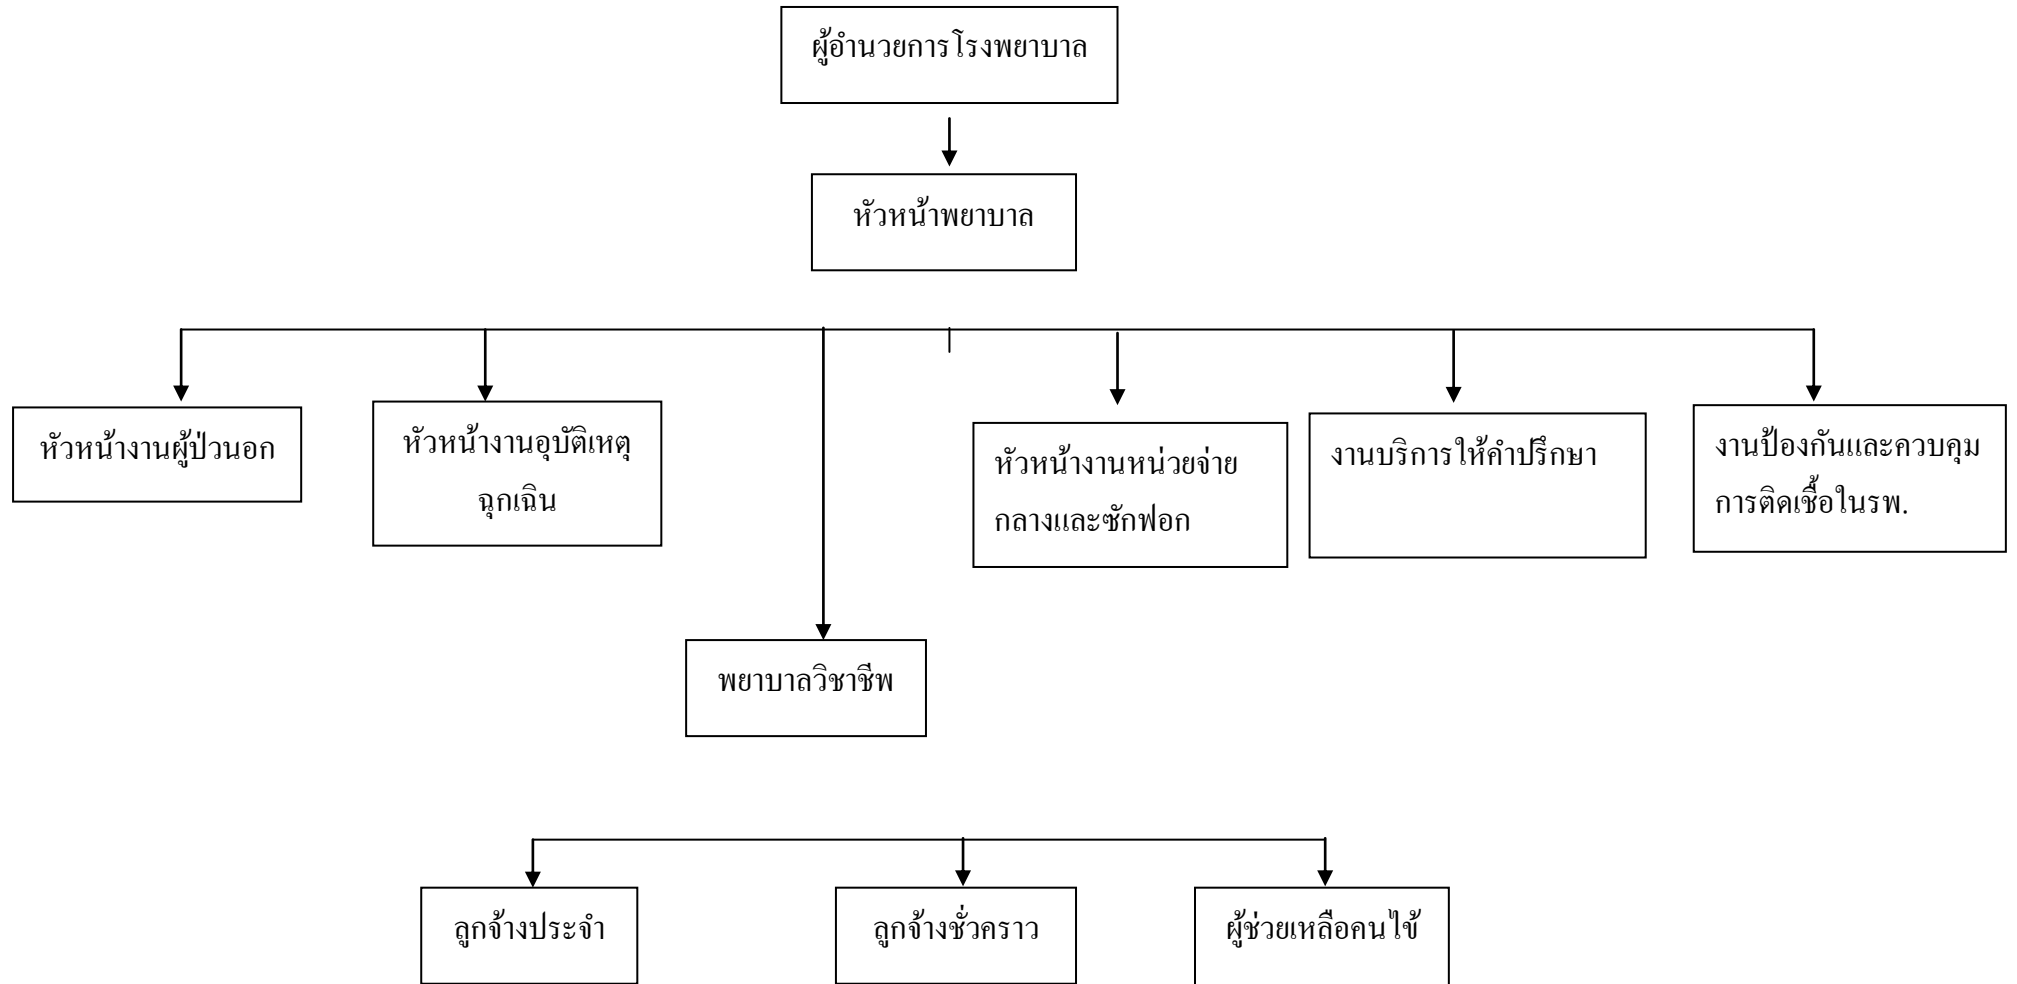 ผู้อำนวยการโรงพยาบาล
หัวหน้าพยาบาล
หัวหน้างานผู้ป่วนอก
หัวหน้างานอุบัติเหตุ
ฉุกเฉิน
หัวหน้างานหน่วยจ่าย
กลางและซักฟอก
งานบริการให้คำปรึกษา
งานป้องกันและควบคุม
การติดเชื้อในรพ.
พยาบาลวิชาชีพ
ลูกจ้างประจำ
ลูกจ้างชั่วคราว
ผู้ช่วยเหลือคนไข้